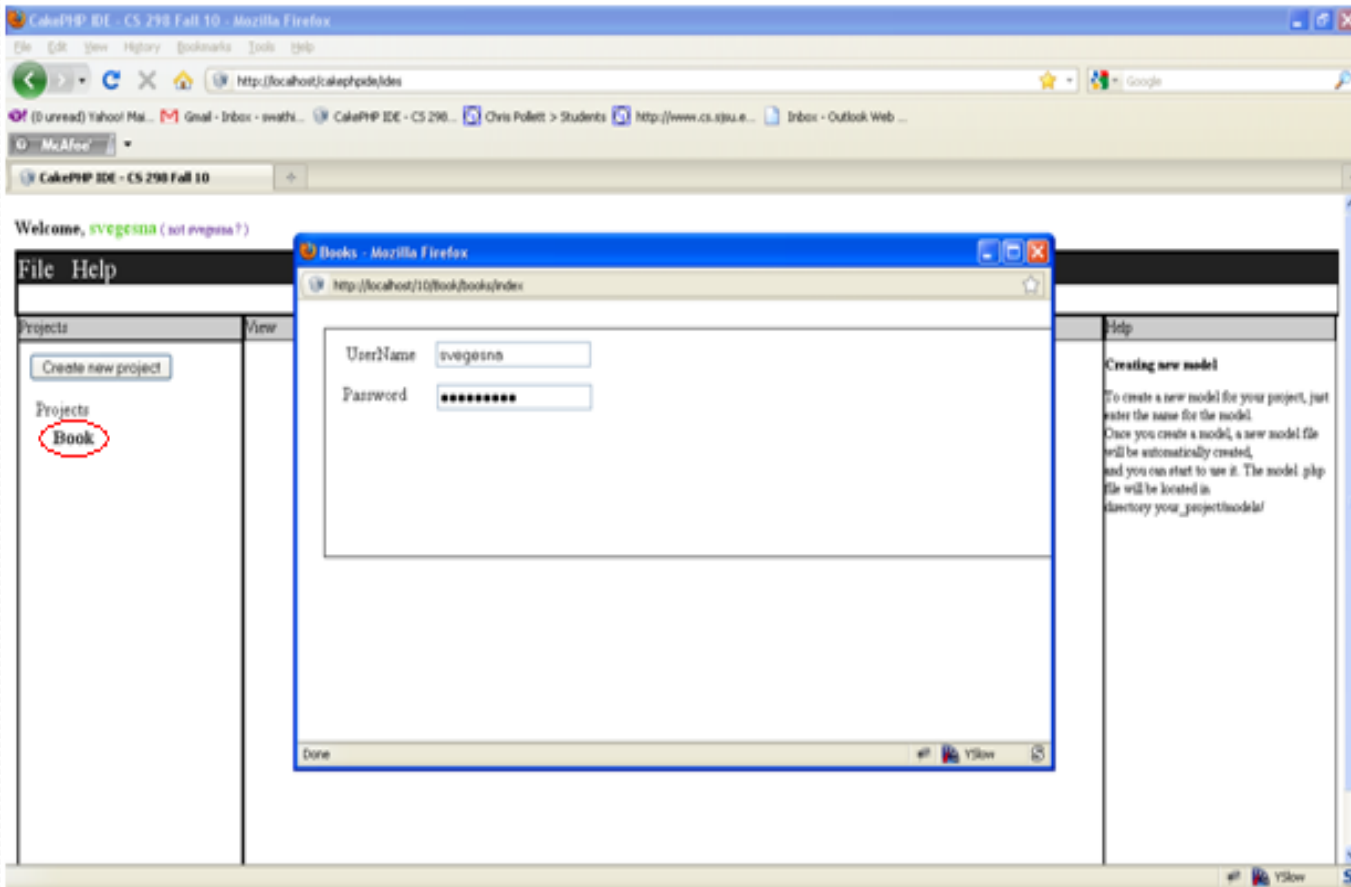 CakePHP IDE - CS 298 Fall 10 - Mozilla Firefox
File Edit View History Bookmarks Tools Help
http://localhost/cakephpide/ides
Google
(0 unread) Yahoo! Mai... Gmail - Inbox - swathi... CakePHP IDE - CS 298... Chris Pollett > Students http://www.cs.sjsu.e... Inbox - Outlook Web ...
McAfee
CakePHP IDE - CS 298 Fall 10
Welcome, svegesna ( not svegesna ? )
File Help
Projects
Create new project
Projects
Book
View
Books - Mozilla Firefox
http://localhost/10/Book/books/index
UserName svegesna
Password
Done
YSlow
Help
Creating new model
To create a new model for your project, just
enter the name for the model.
Once you create a model, a new model file
will be automatically created,
and you can start to use it. The model .php
file will be located in
directory your_project/models/
YSlow